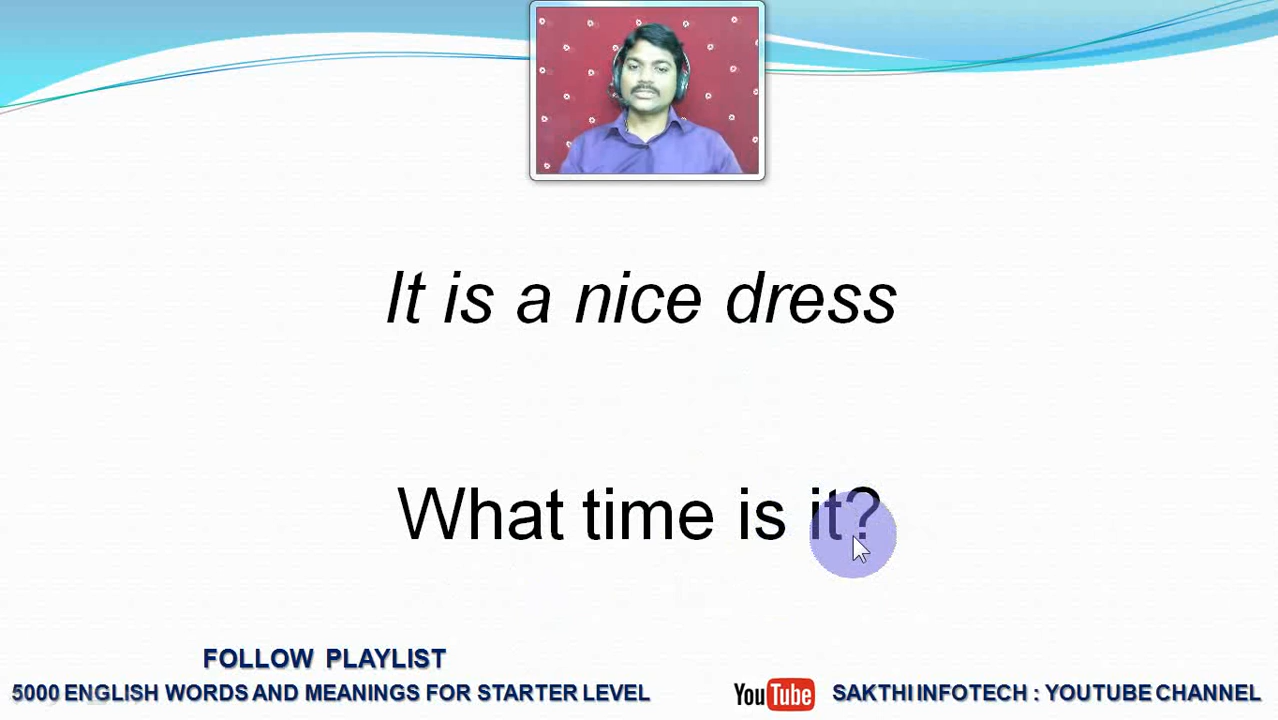 It is a nice dress
What time is it?
FOLLOW PLAYLIST
5000 ENGLISH WORDS AND MEANINGS FOR STARTER LEVEL
YouTube SAKTHI INFOTECH : YOUTUBE CHANNEL